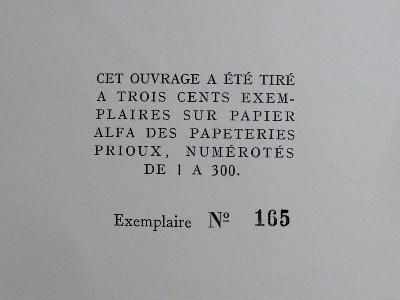 CET OUVRAGE A ÉTÉ TIRÉ
A TROIS CENTS EXEM-
PLAIRES SUR PAPIER
ALFA DES PAPETERIES
PRIOUX, NUMÉROTÉS
DE 1 A 300.
Exemplaire Nº 165